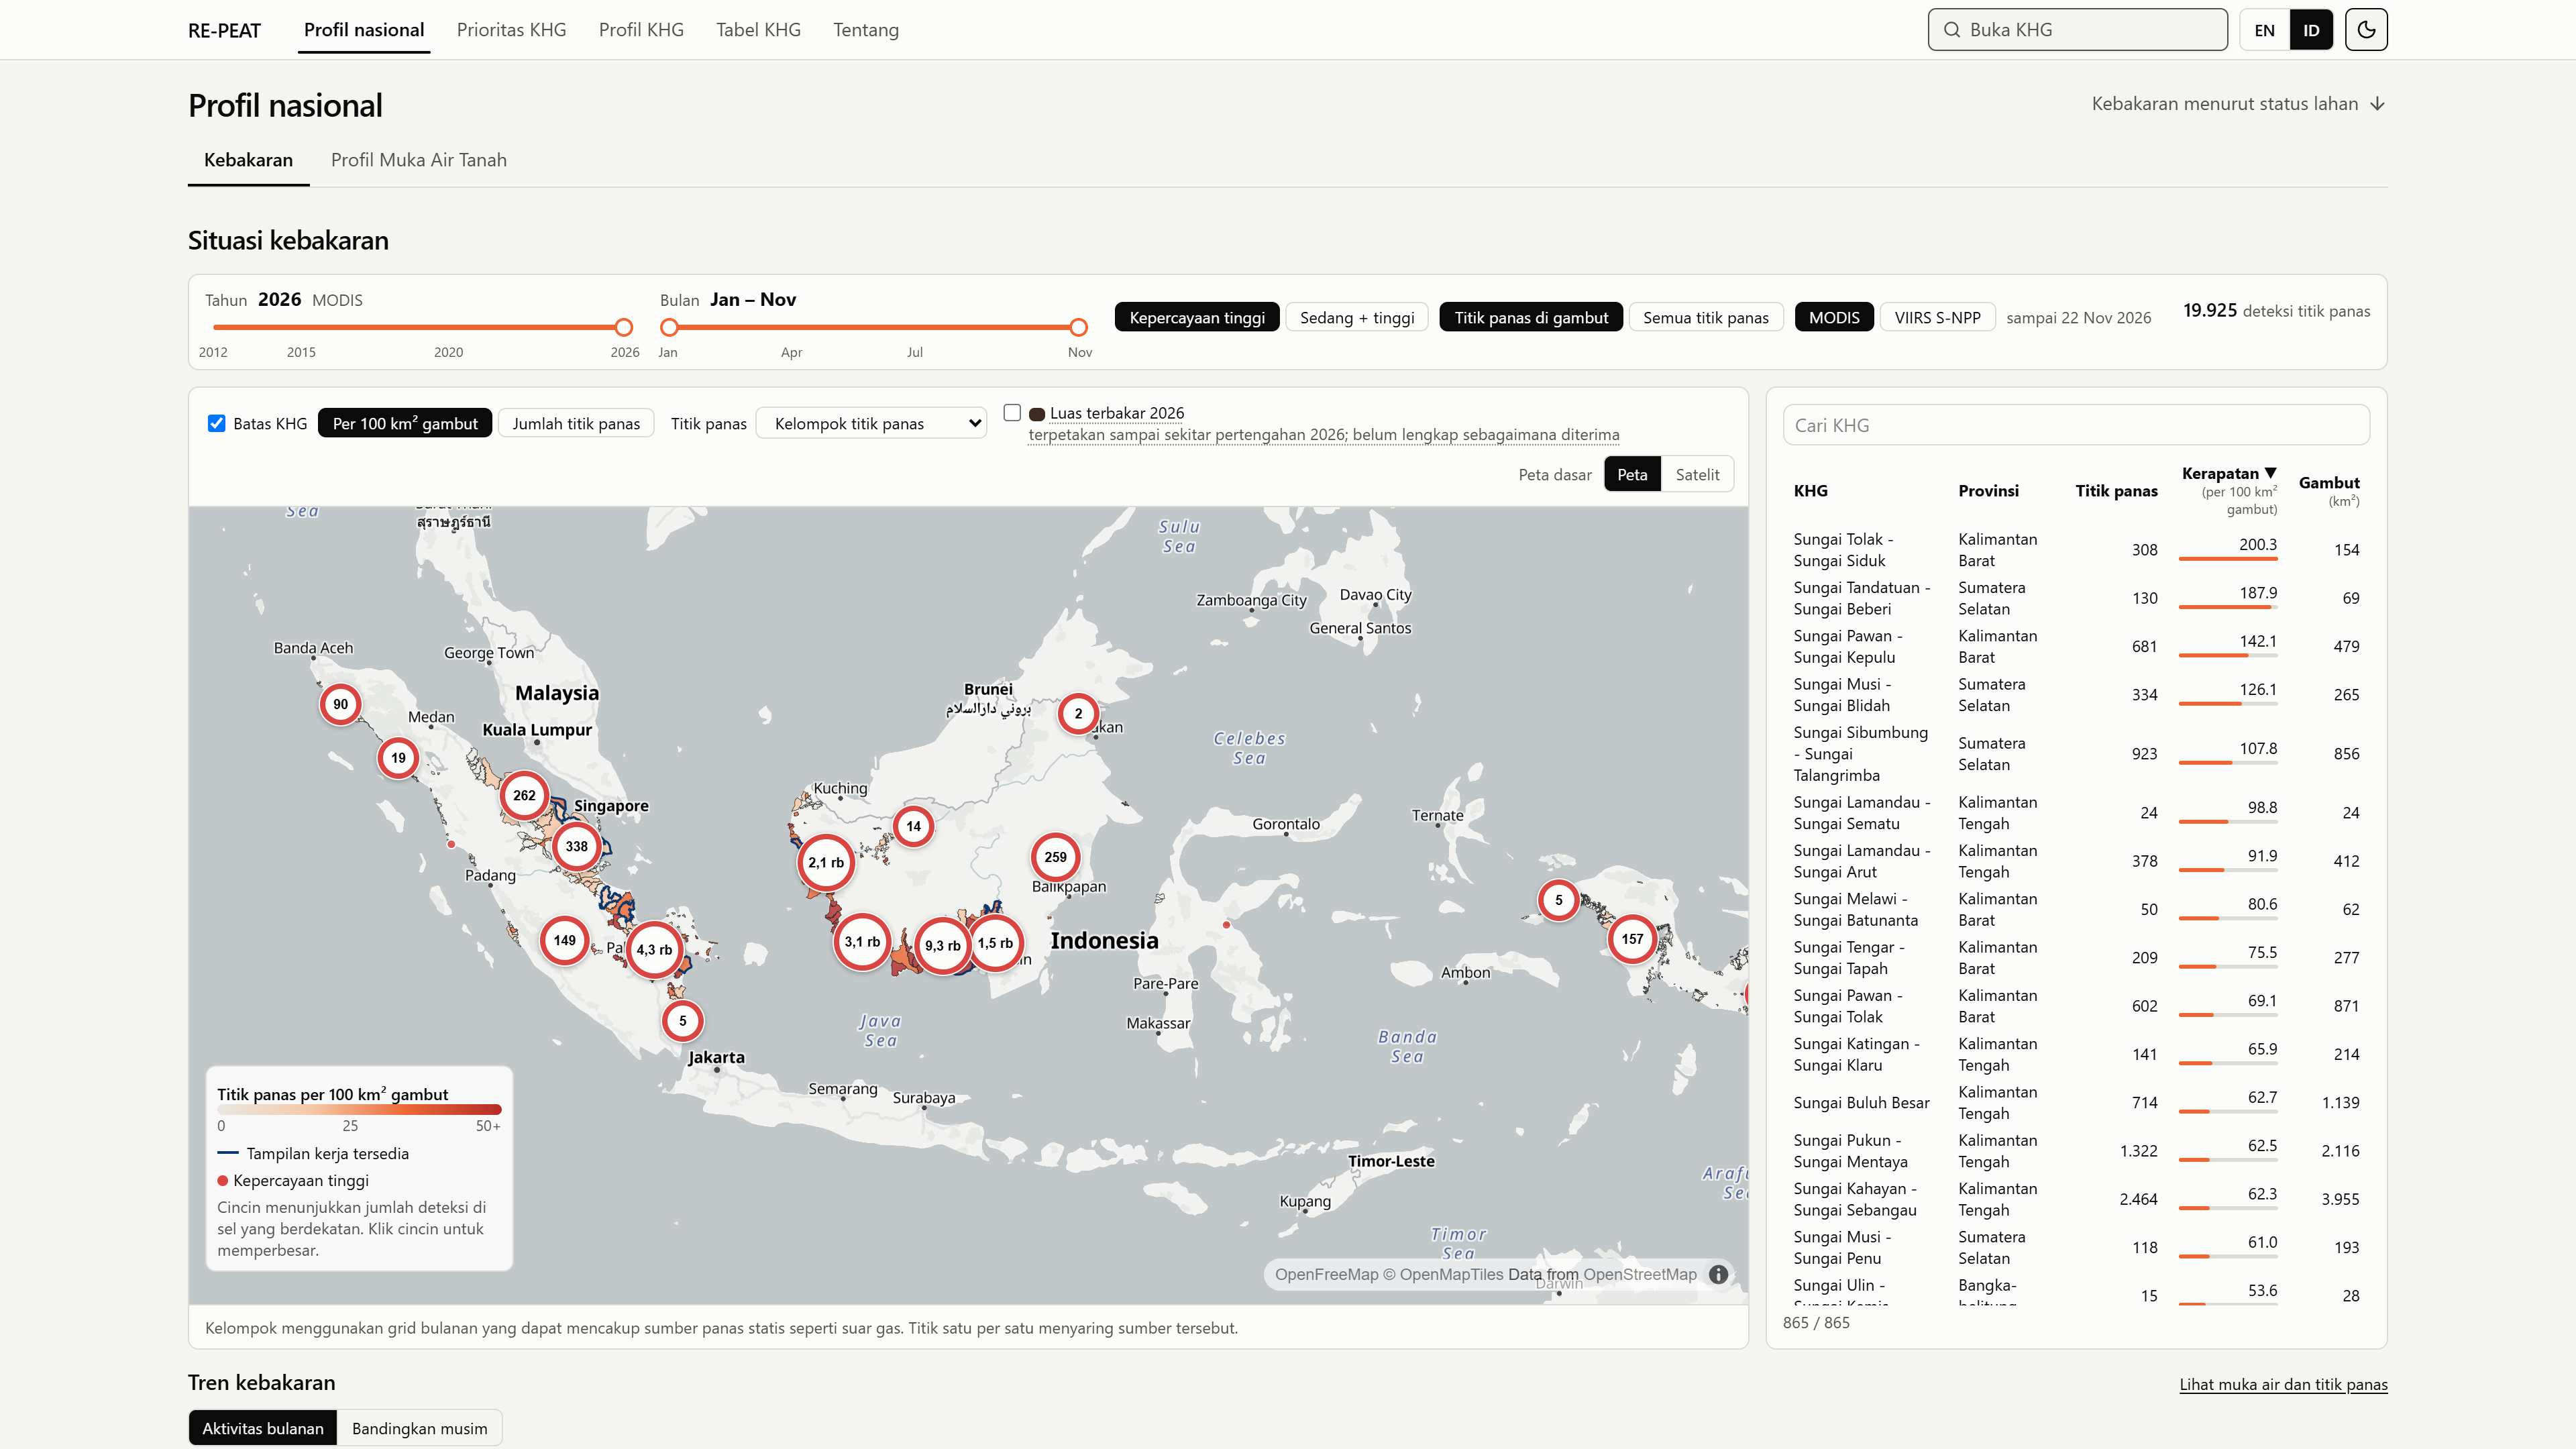 RE-PEAT
Profil nasional
Prioritas KHG
Profil KHG
Tabel KHG
Tentang
Buka KHG
EN
ID
Profil nasional
Kebakaran menurut status lahan
Kebakaran
Profil Muka Air Tanah
Situasi kebakaran
Tahun 2026 MODIS
2012
2015
2020
2026
Bulan Jan – Nov
Jan
Apr
Jul
Nov
Kepercayaan tinggi
Sedang + tinggi
Titik panas di gambut
Semua titik panas
MODIS
VIIRS S-NPP
sampai 22 Nov 2026
19.925 deteksi titik panas
Batas KHG
Per 100 km² gambut
Jumlah titik panas
Titik panas
Kelompok titik panas
Luas terbakar 2026
terpetakan sampai sekitar pertengahan 2026; belum lengkap sebagaimana diterima
Peta dasar
Peta
Satelit
Sea
สุราษฎร์ธานี
Sulu
Sea
Zamboanga City
Davao City
General Santos
Banda Aceh
George Town
Malaysia
Kuala Lumpur
Medan
90
19
262
338
Singapore
Padang
149
4,3 rb
5
Brunei
بروني دارالسلام
2
Celebes
Sea
Kuching
14
2,1 rb
259
Balikpapan
3,1 rb
9,3 rb
1,5 rb
Indonesia
Gorontalo
Ternate
5
157
Ambon
Pare-Pare
Makassar
Java
Sea
Banda
Sea
Jakarta
Semarang
Surabaya
Timor-Leste
Kupang
Timor
Sea
Darwin
Titik panas per 100 km² gambut
0
25
50+
Tampilan kerja tersedia
Kepercayaan tinggi
Cincin menunjukkan jumlah deteksi di
sel yang berdekatan. Klik cincin untuk
memperbesar.
OpenFreeMap © OpenMapTiles Data from OpenStreetMap
Kelompok menggunakan grid bulanan yang dapat mencakup sumber panas statis seperti suar gas. Titik satu per satu menyaring sumber tersebut.
Cari KHG
KHG
Provinsi
Titik panas
Kerapatan ▼
(per 100 km²
gambut)
Gambut
(km²)
Sungai Tolak -
Sungai Siduk
Kalimantan
Barat
308
200.3
154
Sungai Tandatuan -
Sungai Beberi
Sumatera
Selatan
130
187.9
69
Sungai Pawan -
Sungai Kepulu
Kalimantan
Barat
681
142.1
479
Sungai Musi -
Sungai Blidah
Sumatera
Selatan
334
126.1
265
Sungai Sibumbung
- Sungai
Talangrimba
Sumatera
Selatan
923
107.8
856
Sungai Lamandau -
Sungai Sematu
Kalimantan
Tengah
24
98.8
24
Sungai Lamandau -
Sungai Arut
Kalimantan
Tengah
378
91.9
412
Sungai Melawi -
Sungai Batunanta
Kalimantan
Barat
50
80.6
62
Sungai Tengar -
Sungai Tapah
Kalimantan
Barat
209
75.5
277
Sungai Pawan -
Sungai Tolak
Kalimantan
Barat
602
69.1
871
Sungai Katingan -
Sungai Klaru
Kalimantan
Tengah
141
65.9
214
Sungai Buluh Besar
Kalimantan
Tengah
714
62.7
1.139
Sungai Pukun -
Sungai Mentaya
Kalimantan
Tengah
1.322
62.5
2.116
Sungai Kahayan -
Sungai Sebangau
Kalimantan
Tengah
2.464
62.3
3.955
Sungai Musi -
Sungai Penu
Sumatera
Selatan
118
61.0
193
Sungai Ulin -
Bangka-
15
53.6
28
865 / 865
Tren kebakaran
Lihat muka air dan titik panas
Aktivitas bulanan
Bandingkan musim